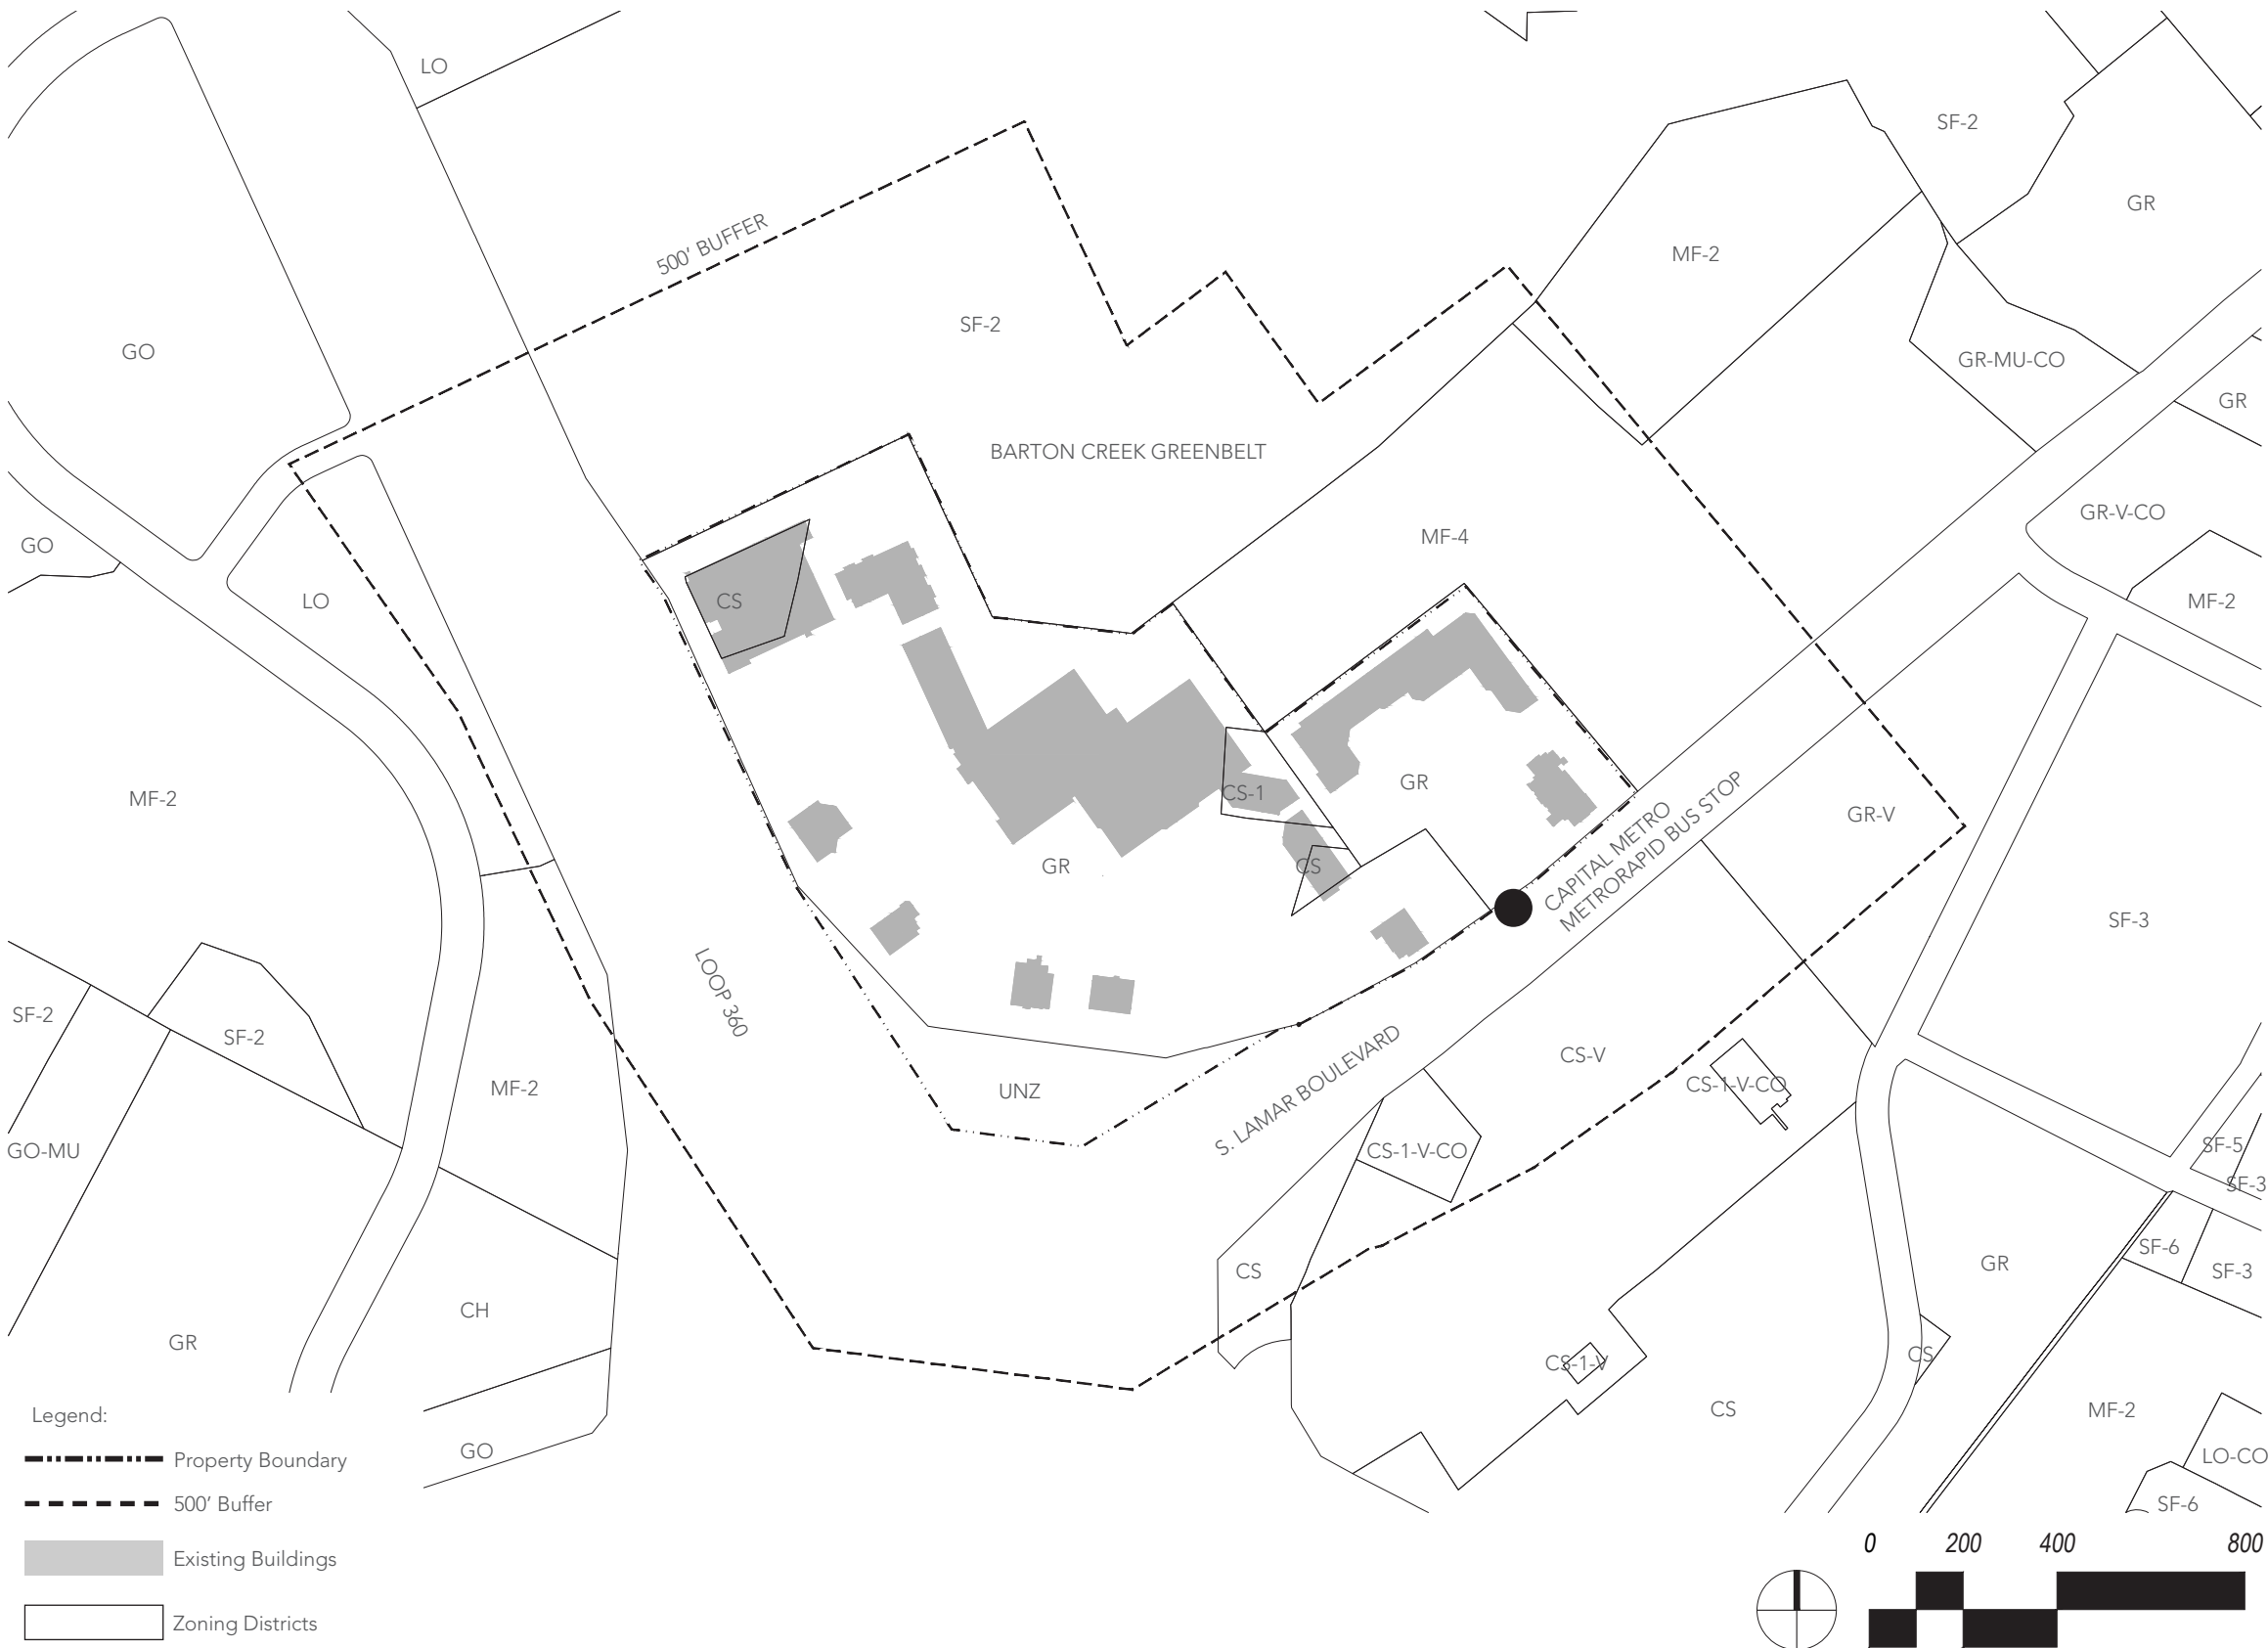 LO
SF-2
GR
500' BUFFER
MF-2
SF-2
GO
GR-MU-CO
GR
BARTON CREEK GREENBELT
GR-V-CO
GO
MF-4
LO
CS
MF-2
MF-2
GR
CS-1
CAPITAL METRO
METRORAPID BUS STOP
GR-V
GR
CS
SF-3
LOOP 360
SF-2
SF-2
S. LAMAR BOULEVARD
CS-V
MF-2
UNZ
CS-1-V-CO
GO-MU
CS-1-V-CO
SF-5
SF-3
SF-6
CS
GR
SF-3
CH
GR
CS-1-V
CS
CS
MF-2
GO
LO-CO
SF-6
Legend:
Property Boundary
500' Buffer
Existing Buildings
Zoning Districts
0 200 400 800